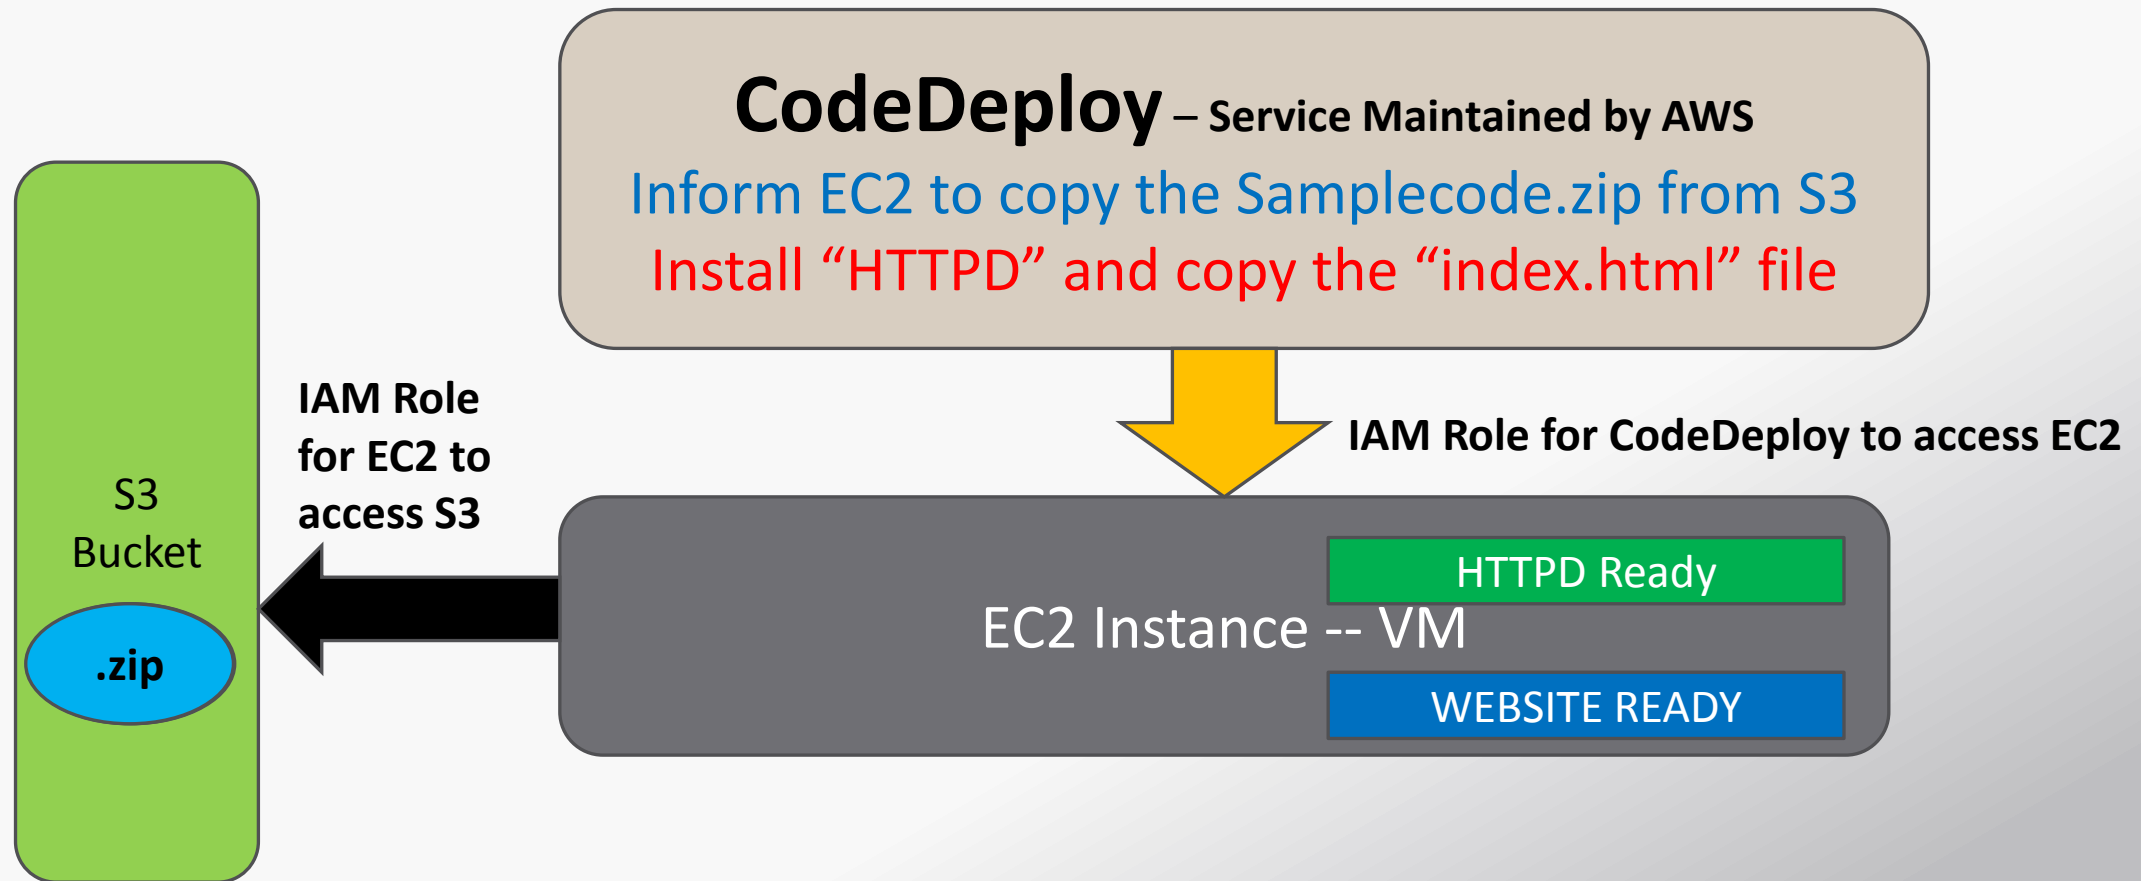 CodeDeploy – Service Maintained by AWS
Inform EC2 to copy the Samplecode.zip from S3
Install “HTTPD” and copy the “index.html” file
IAM Role
for EC2 to
access S3
IAM Role for CodeDeploy to access EC2
S3
Bucket
.zip
HTTPD Ready
EC2 Instance -- VM
WEBSITE READY